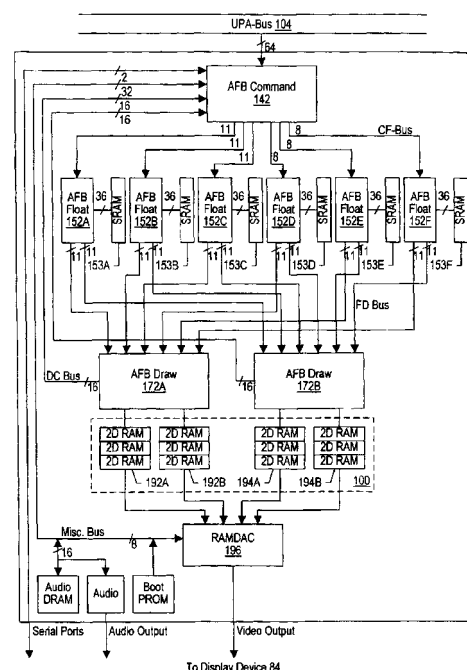 UPA-Bus 104
64
2
32
16
16
AFB Command
142
11
11
11
8
8
8
CF-Bus
AFB Float 152A
36
SRAM
AFB Float 152B
36
SRAM
AFB Float 152C
36
SRAM
AFB Float 152D
36
SRAM
AFB Float 152E
36
SRAM
AFB Float 152F
36
SRAM
11 11
11 11
11 11
11 11
11 11
11 11
153A
153B
153C
153D
153E
153F
FD Bus
DC Bus
16
AFB Draw
172A
16
AFB Draw
172B
2D RAM
2D RAM
2D RAM
2D RAM
2D RAM
2D RAM
2D RAM
2D RAM
2D RAM
2D RAM
2D RAM
2D RAM
192A
192B
194A
194B
100
Misc. Bus
8
16
RAMDAC
196
Audio DRAM
Audio
Boot PROM
Serial Ports
Audio Output
Video Output
To Display Device 84